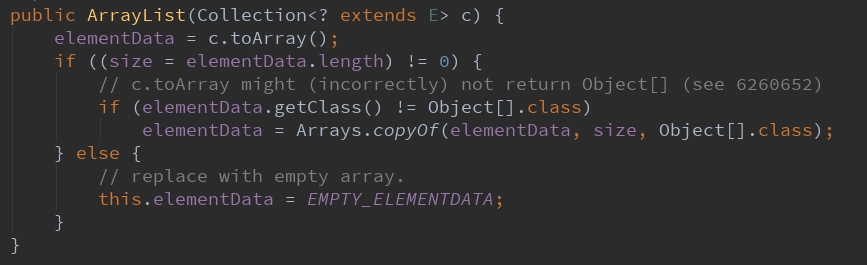 public ArrayList(Collection<? extends E> c) {
    elementData = c.toArray();
    if ((size = elementData.length) != 0) {
        // c.toArray might (incorrectly) not return Object[] (see 6260652)
        if (elementData.getClass() != Object[].class)
            elementData = Arrays.copyOf(elementData, size, Object[].class);
    } else {
        // replace with empty array.
        this.elementData = EMPTY_ELEMENTDATA;
    }
}